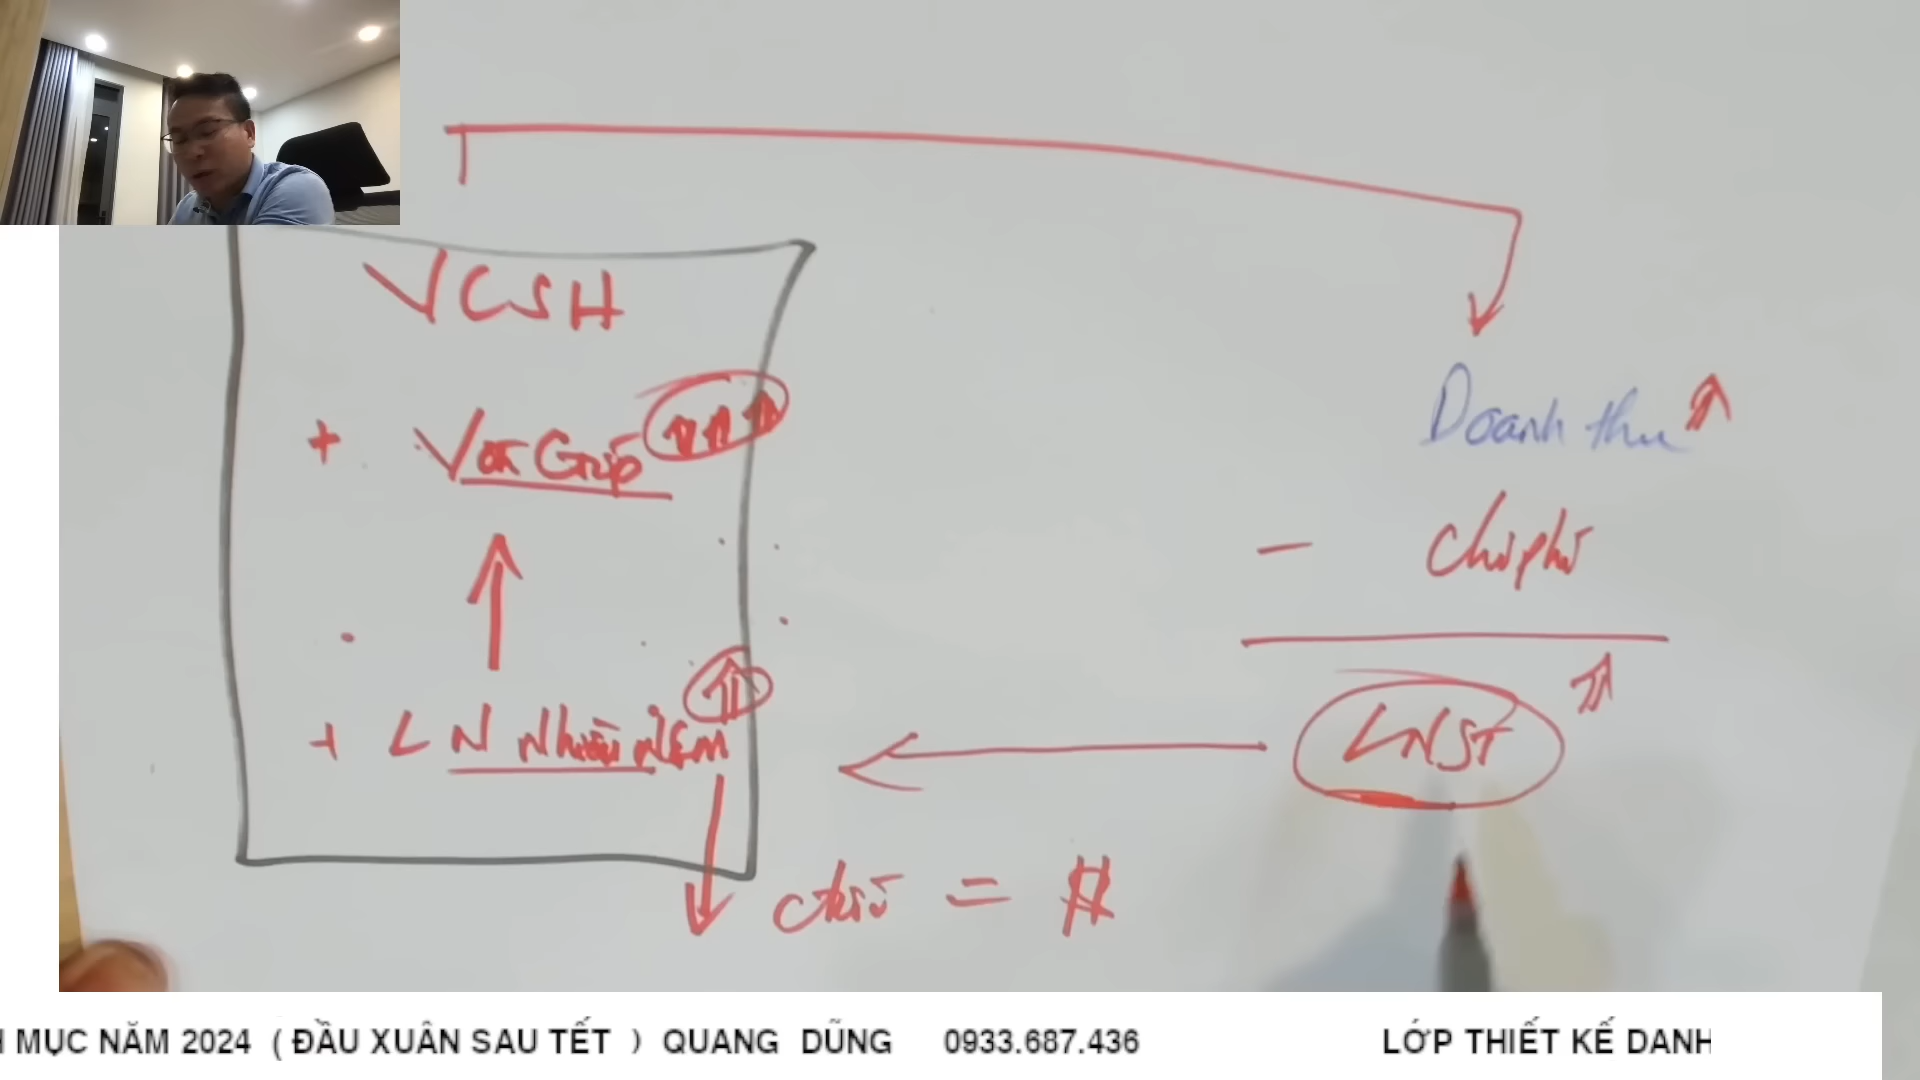 VCSH
+ Vốn Góp
+ LN Nhiều Năm
chia = $
Doanh thu
- Chi phí
LNST
MỤC NĂM 2024 ( ĐẦU XUÂN SAU TẾT ) QUANG DŨNG 0933.687.436 LỚP THIẾT KẾ DANH